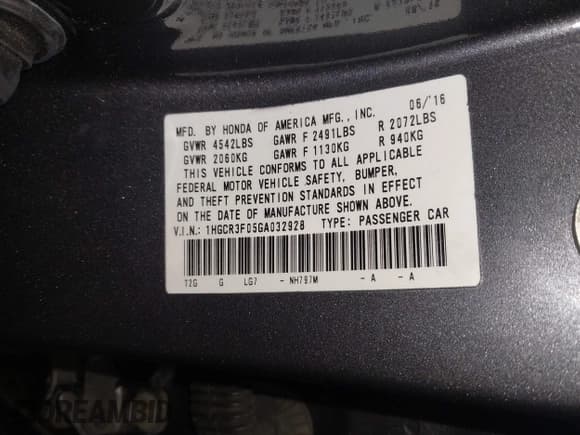 MFD. BY HONDA OF AMERICA MFG., INC. 06/'16
GVWR 4542LBS GAWR F 2491LBS R 2072LBS
GVWR 2060KG GAWR F 1130KG R 940KG
THIS VEHICLE CONFORMS TO ALL APPLICABLE
FEDERAL MOTOR VEHICLE SAFETY, BUMPER,
AND THEFT PREVENTION STANDARDS IN EFFECT
ON THE DATE OF MANUFACTURE SHOWN ABOVE.
V.I.N.: 1HGCR3F05GA032928 TYPE: PASSENGER CAR
T2G G LG7 - NH797M - A - A
DREAMBID